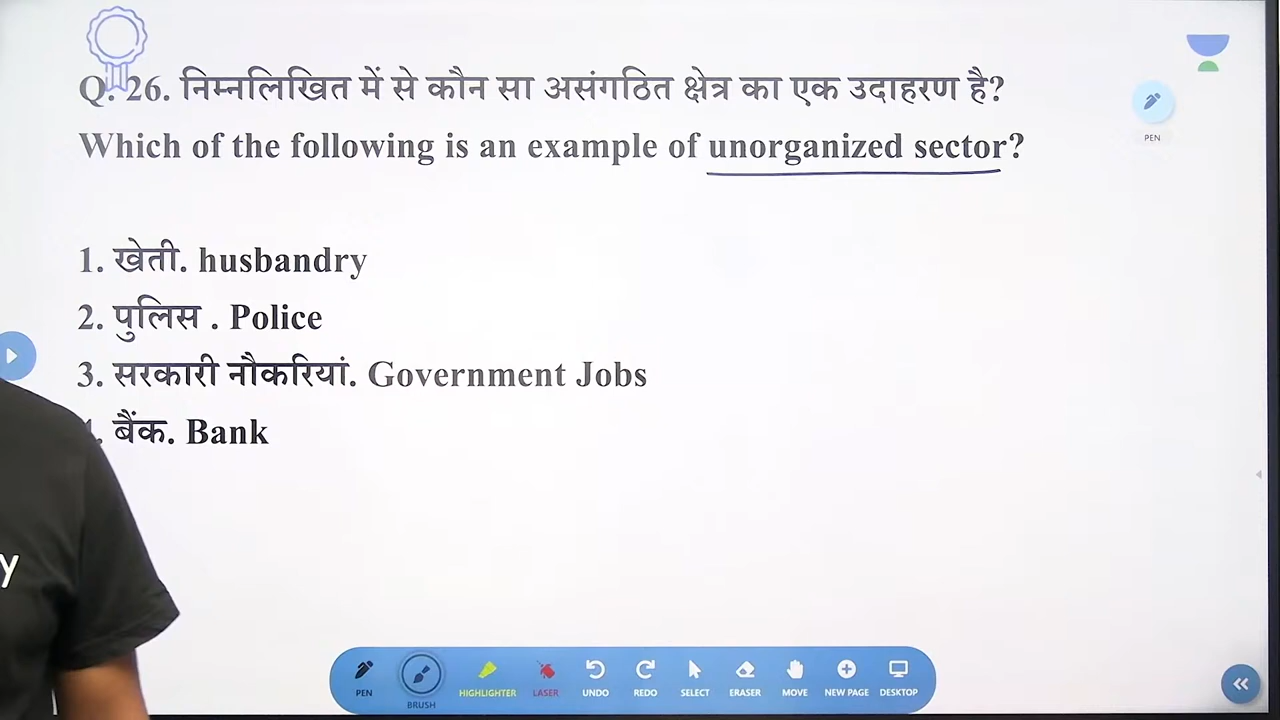 Q. 26. निम्नलिखित में से कौन सा असंगठित क्षेत्र का एक उदाहरण है?
Which of the following is an example of unorganized sector?
PEN
1. खेती. husbandry
2. पुलिस . Police
3. सरकारी नौकरियां. Government Jobs
4. बैंक. Bank
y
PEN
BRUSH
HIGHLIGHTER
LASER
UNDO
REDO
SELECT
ERASER
MOVE
NEW PAGE
DESKTOP